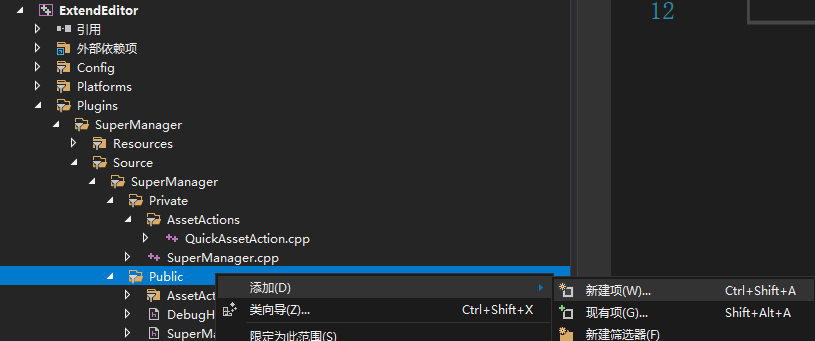 ExtendEditor
引用
外部依赖项
Config
Platforms
Plugins
SuperManager
Resources
Source
SuperManager
Private
AssetActions
QuickAssetAction.cpp
SuperManager.cpp
Public
AssetAct
DebugH
SuperMa
添加(D)
类向导(Z)... Ctrl+Shift+X
限定为此范围(S)
新建项(W)... Ctrl+Shift+A
现有项(G)... Shift+Alt+A
新建筛选器(F)
12